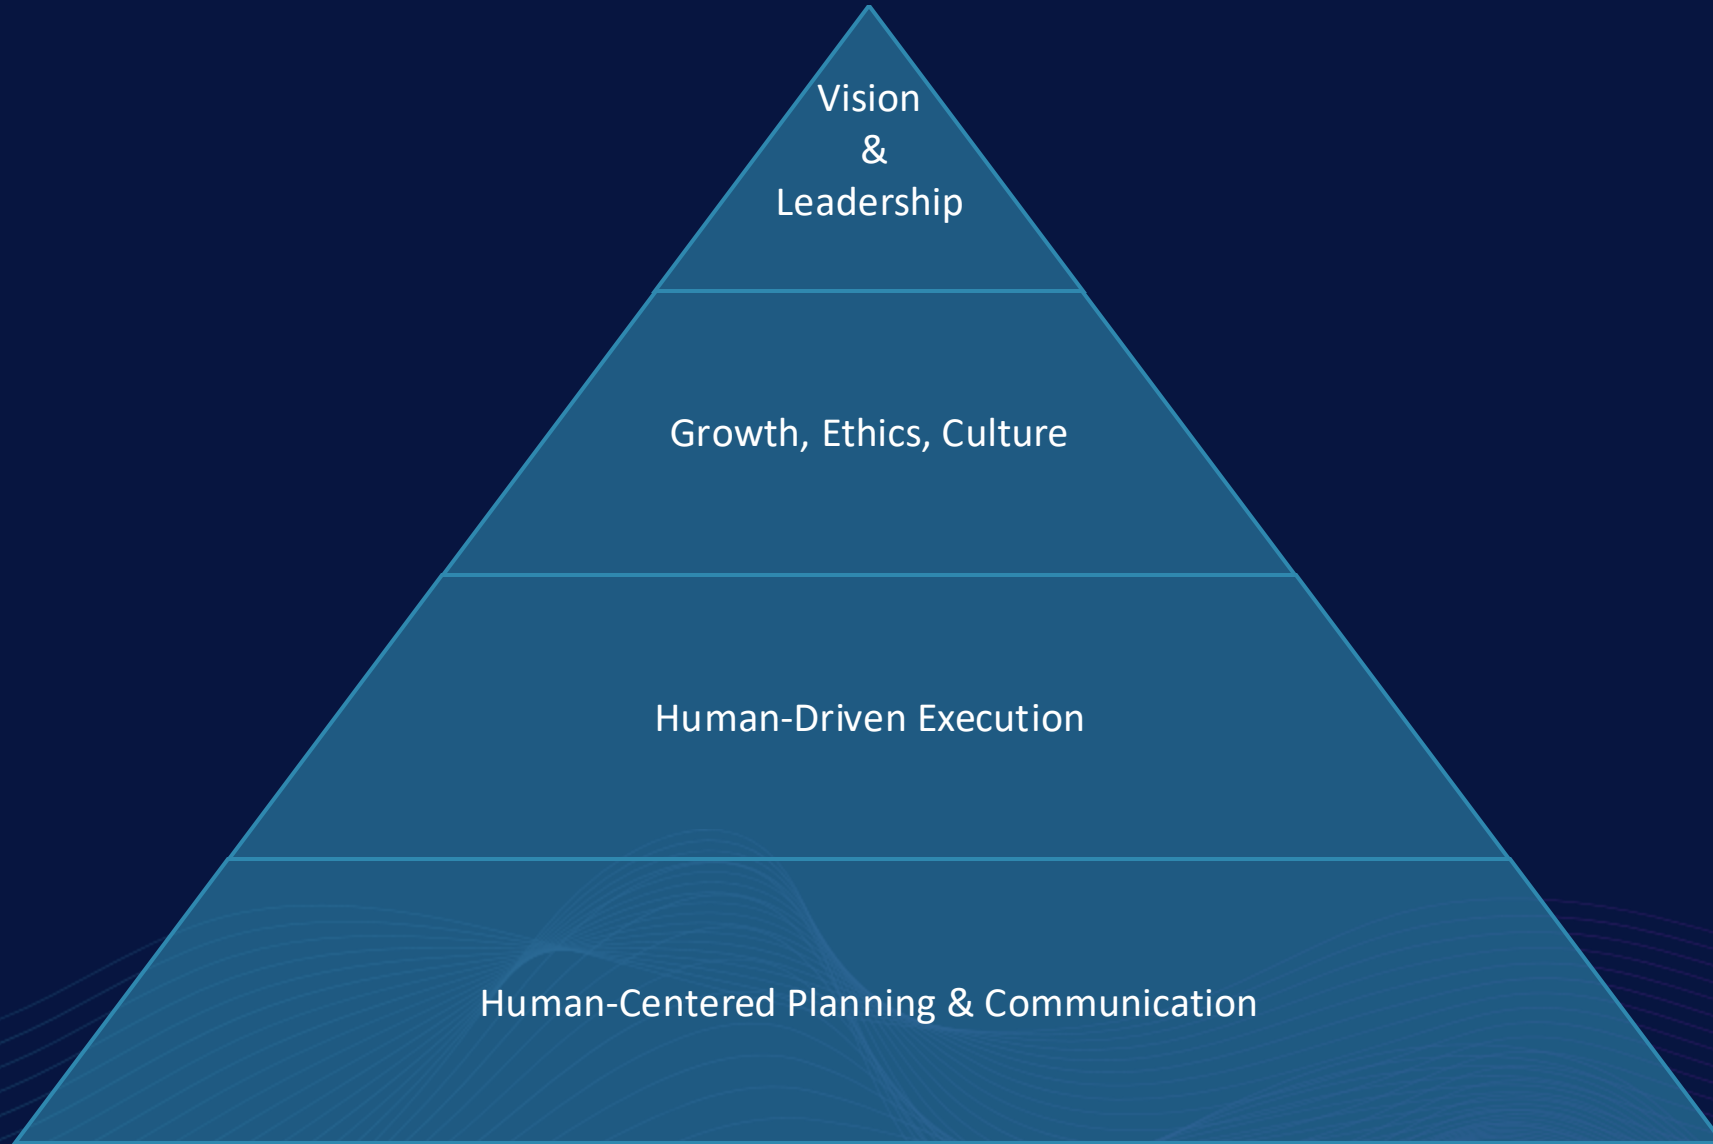 Vision
&
Leadership
Growth, Ethics, Culture
Human-Driven Execution
Human-Centered Planning & Communication